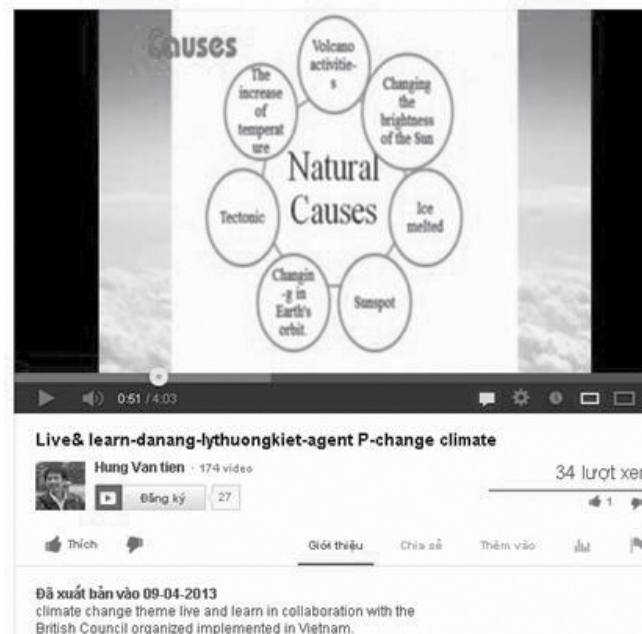 Causes
Volcano
activitie-
s
Changing
the
brightness
of the Sun
Ice
melted
Sunspot
Changin
-g in
Earth's
orbit.
Tectonic
The
increase
of
temperat
ure
Natural
Causes
0:51 / 4:03
Live& learn-danang-lythuongkiet-agent P-change climate
Hung Van tien · 174 video
Đăng ký 27
34 lượt xem
1
Thích
Giới thiệu Chia sẻ Thêm vào
Đã xuất bản vào 09-04-2013
climate change theme live and learn in collaboration with the
British Council organized implemented in Vietnam.